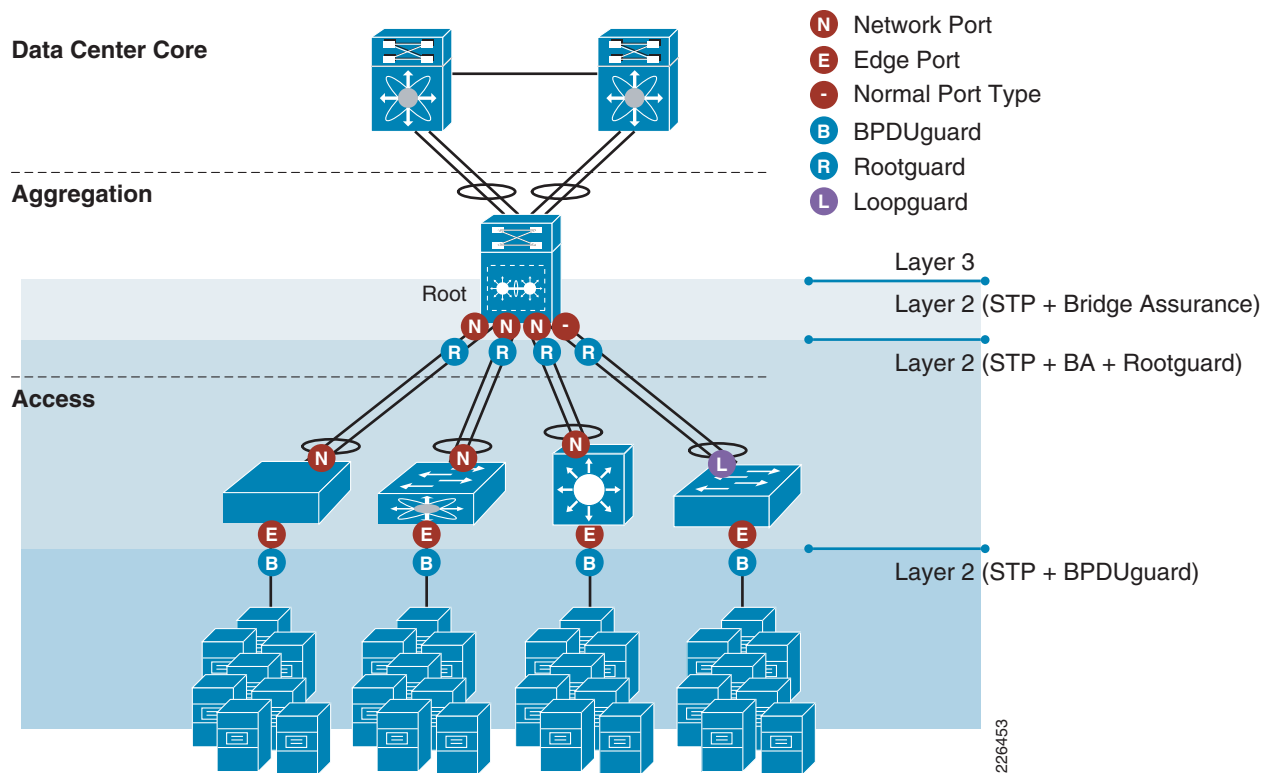 Data Center Core
N Network Port
E Edge Port
- Normal Port Type
B BPDUguard
R Rootguard
L Loopguard
Aggregation
Layer 3
Root
Layer 2 (STP + Bridge Assurance)
N N N -
R R R R
Layer 2 (STP + BA + Rootguard)
Access
N N N L
E E E E
B B B B
Layer 2 (STP + BPDUguard)
226453